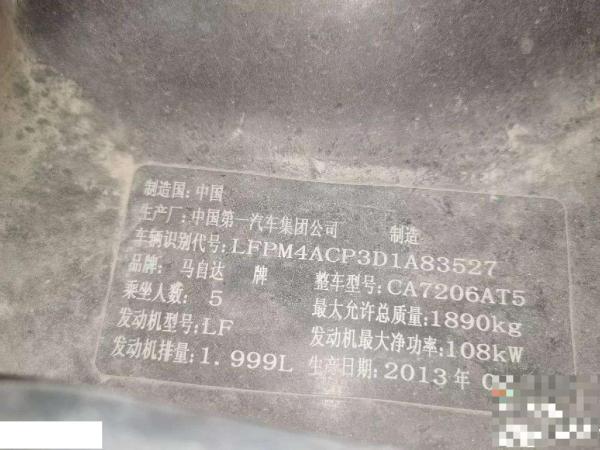 制造国: 中国
生产厂: 中国第一汽车集团公司 制造
车辆识别代号: LFPM4ACP3D1A83527
品牌: 马自达 牌 整车型号: CA7206AT5
乘坐人数: 5 最大允许总质量: 1890kg
发动机型号: LF 发动机最大净功率: 108kW
发动机排量: 1.999L 生产日期: 2013年 0